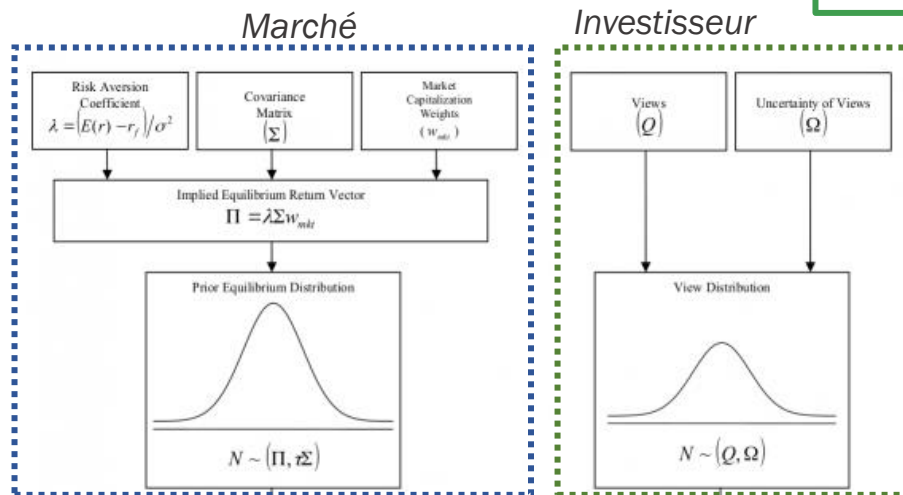 Marché
Investisseur
Risk Aversion
Coefficient
λ = (E(r) − r_f)/σ²
Covariance
Matrix
(Σ)
Market
Capitalization
Weights
(w_mkt)
Views
(Q)
Uncertainty of Views
(Ω)
Implied Equilibrium Return Vector
Π = λΣw_mkt
Prior Equilibrium Distribution
N ~ (Π, τΣ)
View Distribution
N ~ (Q, Ω)